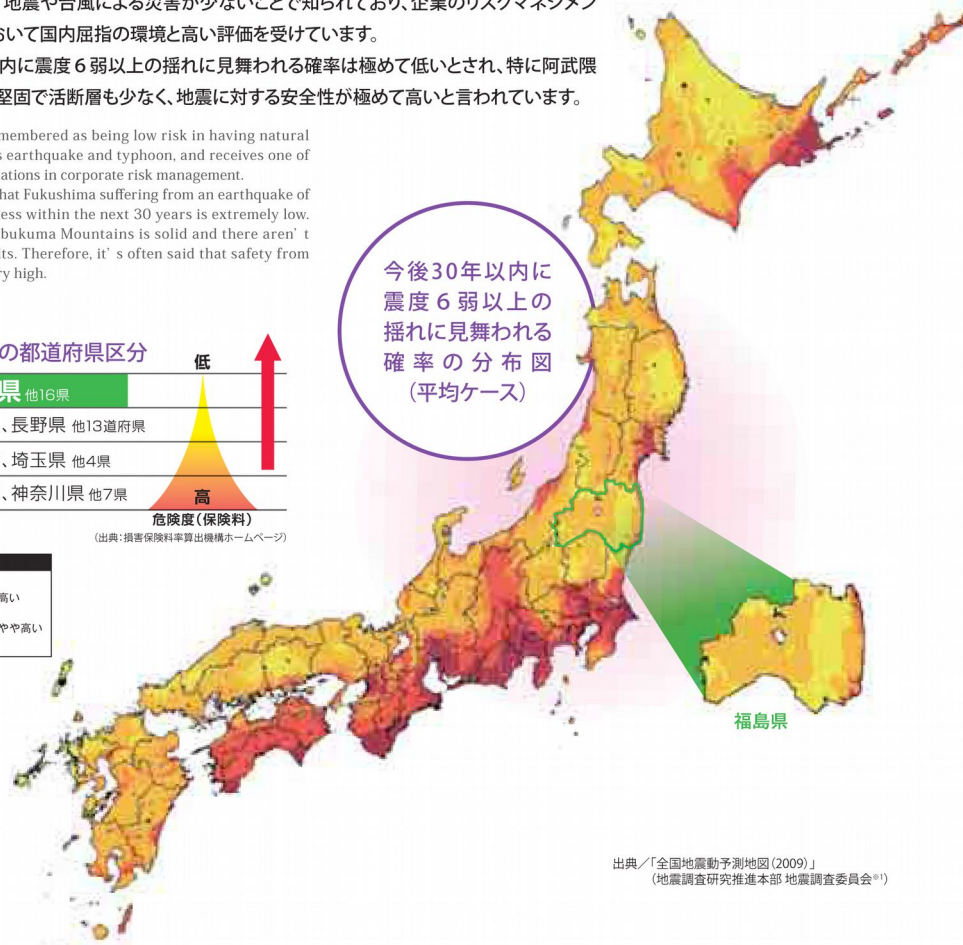 地震や台風による災害が少ないことで知られており、企業のリスクマネジメン
おいて国内屈指の環境と高い評価を受けています。
内に震度6弱以上の揺れに見舞われる確率は極めて低いとされ、特に阿武隈
堅固で活断層も少なく、地震に対する安全性が極めて高いと言われています。
membered as being low risk in having natural
s earthquake and typhoon, and receives one of
ations in corporate risk management.
hat Fukushima suffering from an earthquake of
ess within the next 30 years is extremely low.
bukuma Mountains is solid and there aren't
lts. Therefore, it's often said that safety from
ry high.
今後30年以内に
震度6弱以上の
揺れに見舞われる
確率の分布図
(平均ケース)
の都道府県区分
低
県 他16県
、長野県 他13道府県
、埼玉県 他4県
、神奈川県 他7県
高
危険度(保険料)
(出典:損害保険料率算出機構ホームページ)
高い
やや高い
福島県
出典/「全国地震動予測地図(2009)」
(地震調査研究推進本部 地震調査委員会※1)